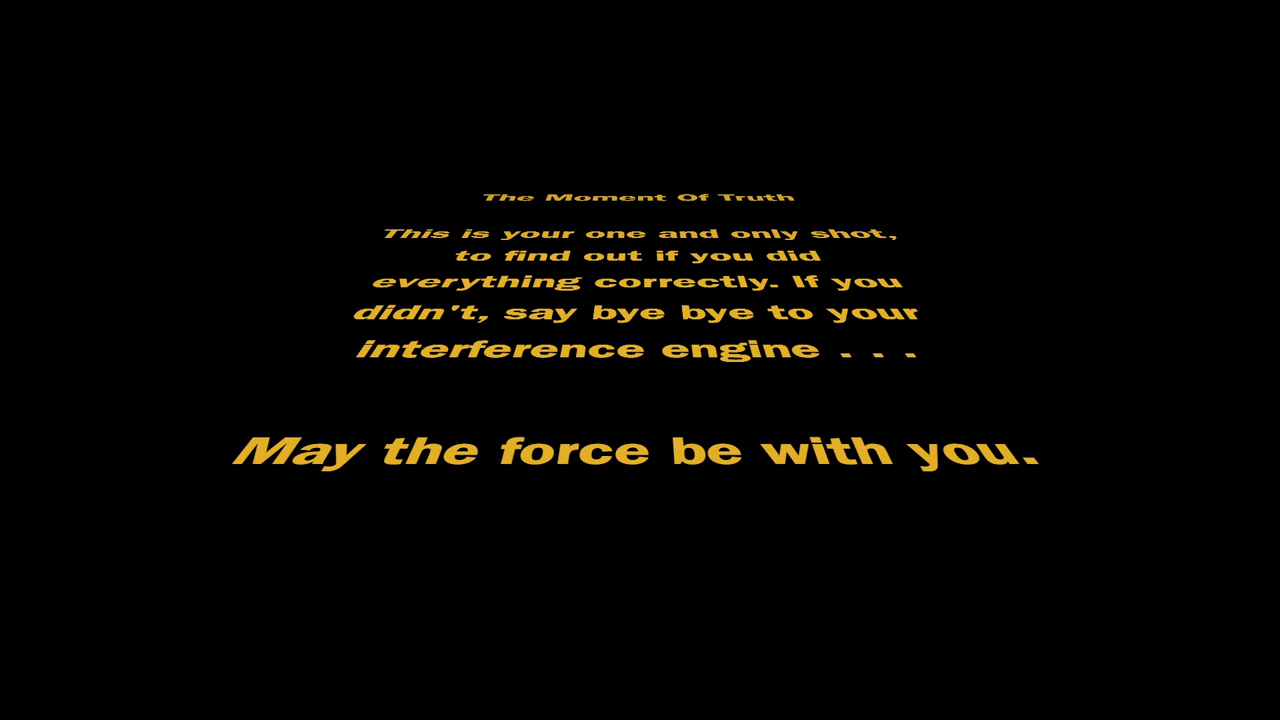 The Moment Of Truth
This is your one and only shot,
to find out if you did
everything correctly. If you
didn't, say bye bye to your
interference engine . . .
May the force be with you.